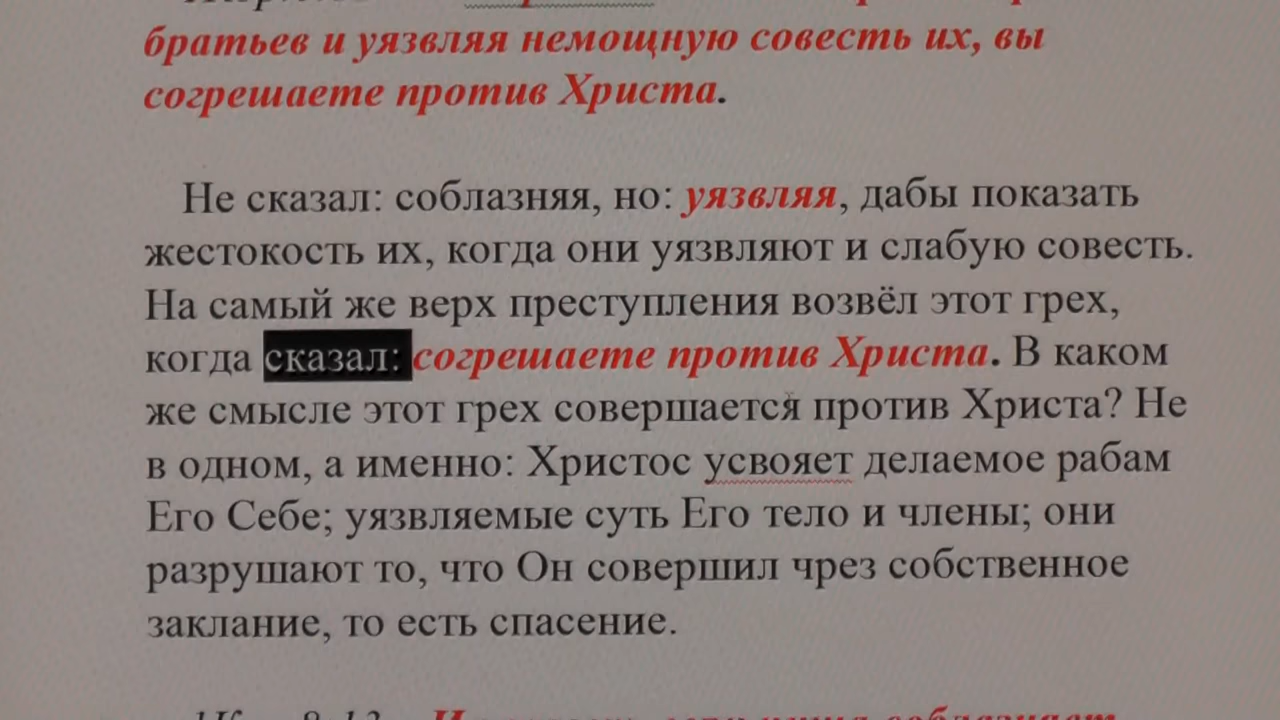 братьев и уязвляя немощную совесть их, вы
согрешаете против Христа.
Не сказал: соблазняя, но: уязвляя, дабы показать
жестокость их, когда они уязвляют и слабую совесть.
На самый же верх преступления возвёл этот грех,
когда сказал: согрешаете против Христа. В каком
же смысле этот грех совершается против Христа? Не
в одном, а именно: Христос усвояет делаемое рабам
Его Себе; уязвляемые суть Его тело и члены; они
разрушают то, что Он совершил чрез собственное
заклание, то есть спасение.